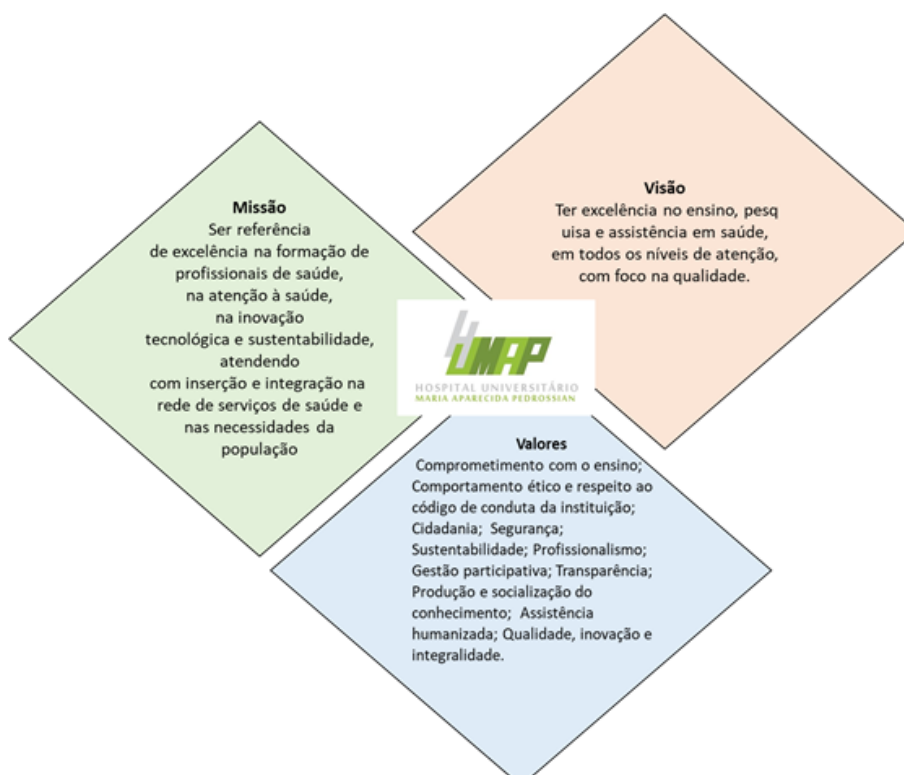 Missão
Ser referência
de excelência na formação de
profissionais de saúde,
na atenção à saúde,
na inovação
tecnológica e sustentabilidade,
atendendo
com inserção e integração na
rede de serviços de saúde e
nas necessidades da
população
Visão
Ter excelência no ensino, pesq
uisa e assistência em saúde,
em todos os níveis de atenção,
com foco na qualidade.
HUMAP
HOSPITAL UNIVERSITÁRIO
MARIA APARECIDA PEDROSSIAN
Valores
Comprometimento com o ensino;
Comportamento ético e respeito ao
código de conduta da instituição;
Cidadania; Segurança;
Sustentabilidade; Profissionalismo;
Gestão participativa; Transparência;
Produção e socialização do
conhecimento; Assistência
humanizada; Qualidade, inovação e
integralidade.